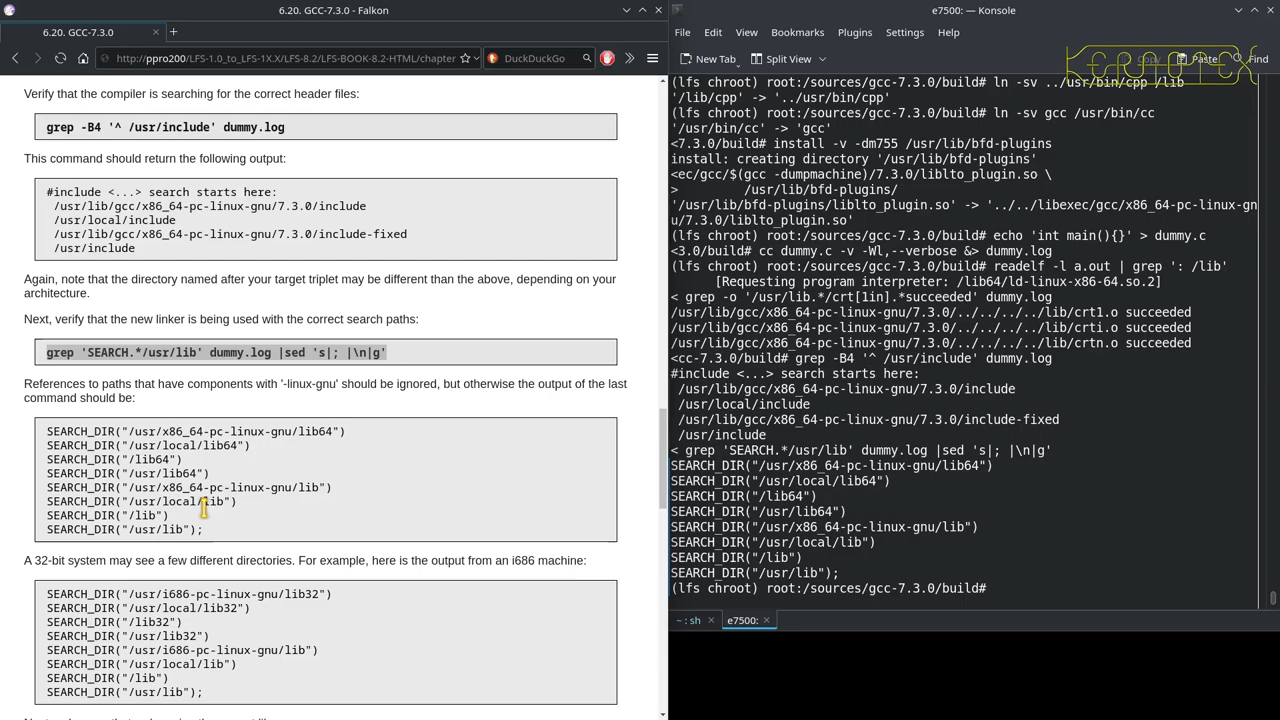 6.20. GCC-7.3.0 - Falkon
6.20. GCC-7.3.0
http://ppro200/LFS-1.0_to_LFS-1X.X/LFS-8.2/LFS-BOOK-8.2-HTML/chapter
DuckDuckGo
Verify that the compiler is searching for the correct header files:
grep -B4 '^ /usr/include' dummy.log
This command should return the following output:
#include <...> search starts here:
/usr/lib/gcc/x86_64-pc-linux-gnu/7.3.0/include
/usr/local/include
/usr/lib/gcc/x86_64-pc-linux-gnu/7.3.0/include-fixed
/usr/include
Again, note that the directory named after your target triplet may be different than the above, depending on your
architecture.
Next, verify that the new linker is being used with the correct search paths:
grep 'SEARCH.*/usr/lib' dummy.log |sed 's|; |\n|g'
References to paths that have components with '-linux-gnu' should be ignored, but otherwise the output of the last
command should be:
SEARCH_DIR("/usr/x86_64-pc-linux-gnu/lib64")
SEARCH_DIR("/usr/local/lib64")
SEARCH_DIR("/lib64")
SEARCH_DIR("/usr/lib64")
SEARCH_DIR("/usr/x86_64-pc-linux-gnu/lib")
SEARCH_DIR("/usr/local/lib")
SEARCH_DIR("/lib")
SEARCH_DIR("/usr/lib");
A 32-bit system may see a few different directories. For example, here is the output from an i686 machine:
SEARCH_DIR("/usr/i686-pc-linux-gnu/lib32")
SEARCH_DIR("/usr/local/lib32")
SEARCH_DIR("/lib32")
SEARCH_DIR("/usr/lib32")
SEARCH_DIR("/usr/i686-pc-linux-gnu/lib")
SEARCH_DIR("/usr/local/lib")
SEARCH_DIR("/lib")
SEARCH_DIR("/usr/lib");
e7500: — Konsole
File Edit View Bookmarks Plugins Settings Help
New Tab Split View Copy Paste Find
(lfs chroot) root:/sources/gcc-7.3.0/build# ln -sv ../usr/bin/cpp /lib
'/lib/cpp' -> '../usr/bin/cpp'
(lfs chroot) root:/sources/gcc-7.3.0/build# ln -sv gcc /usr/bin/cc
'/usr/bin/cc' -> 'gcc'
<7.3.0/build# install -v -dm755 /usr/lib/bfd-plugins
install: creating directory '/usr/lib/bfd-plugins'
<ec/gcc/$(gcc -dumpmachine)/7.3.0/liblto_plugin.so \
> /usr/lib/bfd-plugins/
'/usr/lib/bfd-plugins/liblto_plugin.so' -> '../../libexec/gcc/x86_64-pc-linux-gn
u/7.3.0/liblto_plugin.so'
(lfs chroot) root:/sources/gcc-7.3.0/build# echo 'int main(){}' > dummy.c
<3.0/build# cc dummy.c -v -Wl,--verbose &> dummy.log
(lfs chroot) root:/sources/gcc-7.3.0/build# readelf -l a.out | grep ': /lib'
[Requesting program interpreter: /lib64/ld-linux-x86-64.so.2]
< grep -o '/usr/lib.*/crt[1in].*succeeded' dummy.log
/usr/lib/gcc/x86_64-pc-linux-gnu/7.3.0/../../../../lib/crt1.o succeeded
/usr/lib/gcc/x86_64-pc-linux-gnu/7.3.0/../../../../lib/crti.o succeeded
/usr/lib/gcc/x86_64-pc-linux-gnu/7.3.0/../../../../lib/crtn.o succeeded
<cc-7.3.0/build# grep -B4 '^ /usr/include' dummy.log
#include <...> search starts here:
/usr/lib/gcc/x86_64-pc-linux-gnu/7.3.0/include
/usr/local/include
/usr/lib/gcc/x86_64-pc-linux-gnu/7.3.0/include-fixed
/usr/include
< grep 'SEARCH.*/usr/lib' dummy.log |sed 's|; |\n|g'
SEARCH_DIR("/usr/x86_64-pc-linux-gnu/lib64")
SEARCH_DIR("/usr/local/lib64")
SEARCH_DIR("/lib64")
SEARCH_DIR("/usr/lib64")
SEARCH_DIR("/usr/x86_64-pc-linux-gnu/lib")
SEARCH_DIR("/usr/local/lib")
SEARCH_DIR("/lib")
SEARCH_DIR("/usr/lib");
(lfs chroot) root:/sources/gcc-7.3.0/build#
~ : sh e7500: